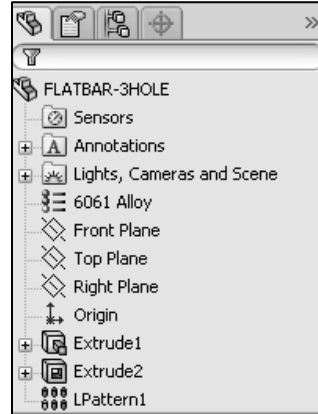 »
FLATBAR-3HOLE
Sensors
A Annotations
Lights, Cameras and Scene
6061 Alloy
Front Plane
Top Plane
Right Plane
Origin
Extrude1
Extrude2
LPattern1